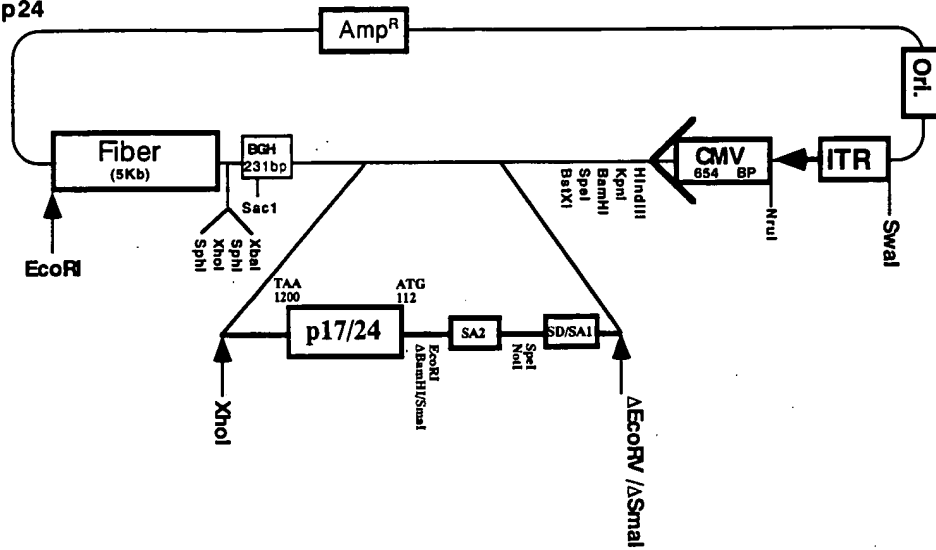 p24
Amp^R
Ori.
Fiber
(5Kb)
BGH
231bp
CMV
654 BP
ITR
Sac1
SphI
XhoI
SphI
XbaI
BstXI
SpeI
BamHI
KpnI
HIndIII
NruI
SwaI
EcoRI
TAA
1200
ATG
112
p17/24
SA2
SD/SA1
EcoRI
ΔBamHI/SmaI
SpeI
NotI
XhoI
ΔEcoRV /ΔSmaI